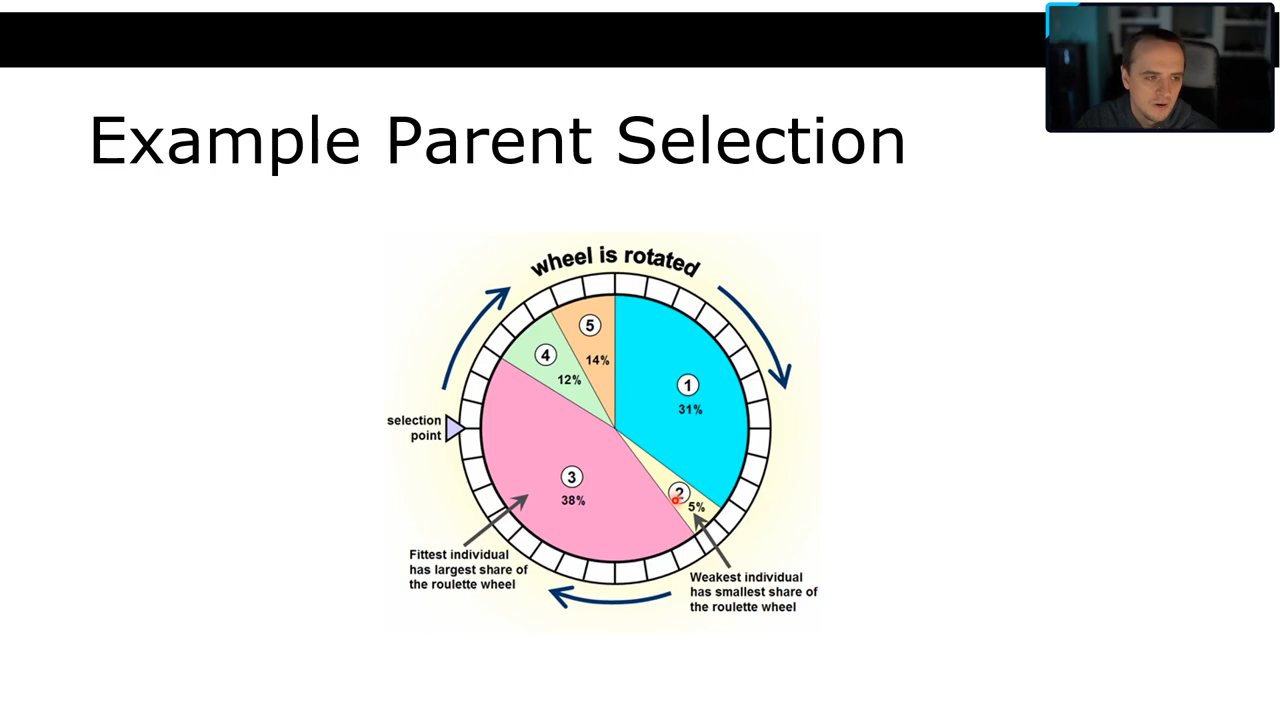 Example Parent Selection
wheel is rotated
5
14%
4
12%
1
31%
selection
point
3
38%
2
5%
Fittest individual
has largest share of
the roulette wheel
Weakest individual
has smallest share of
the roulette wheel